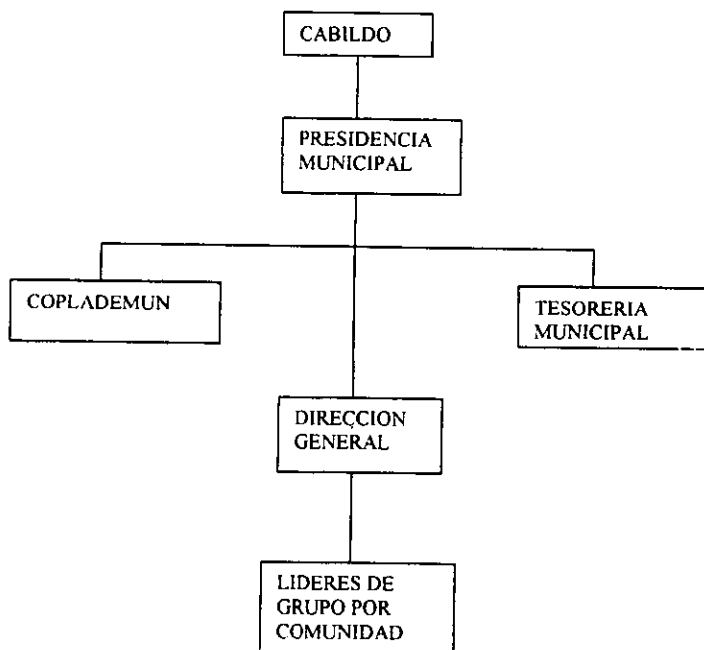 CABILDO
PRESIDENCIA
MUNICIPAL
COPLADEMUN
TESORERIA
MUNICIPAL
DIRECCION
GENERAL
LIDERES DE
GRUPO POR
COMUNIDAD